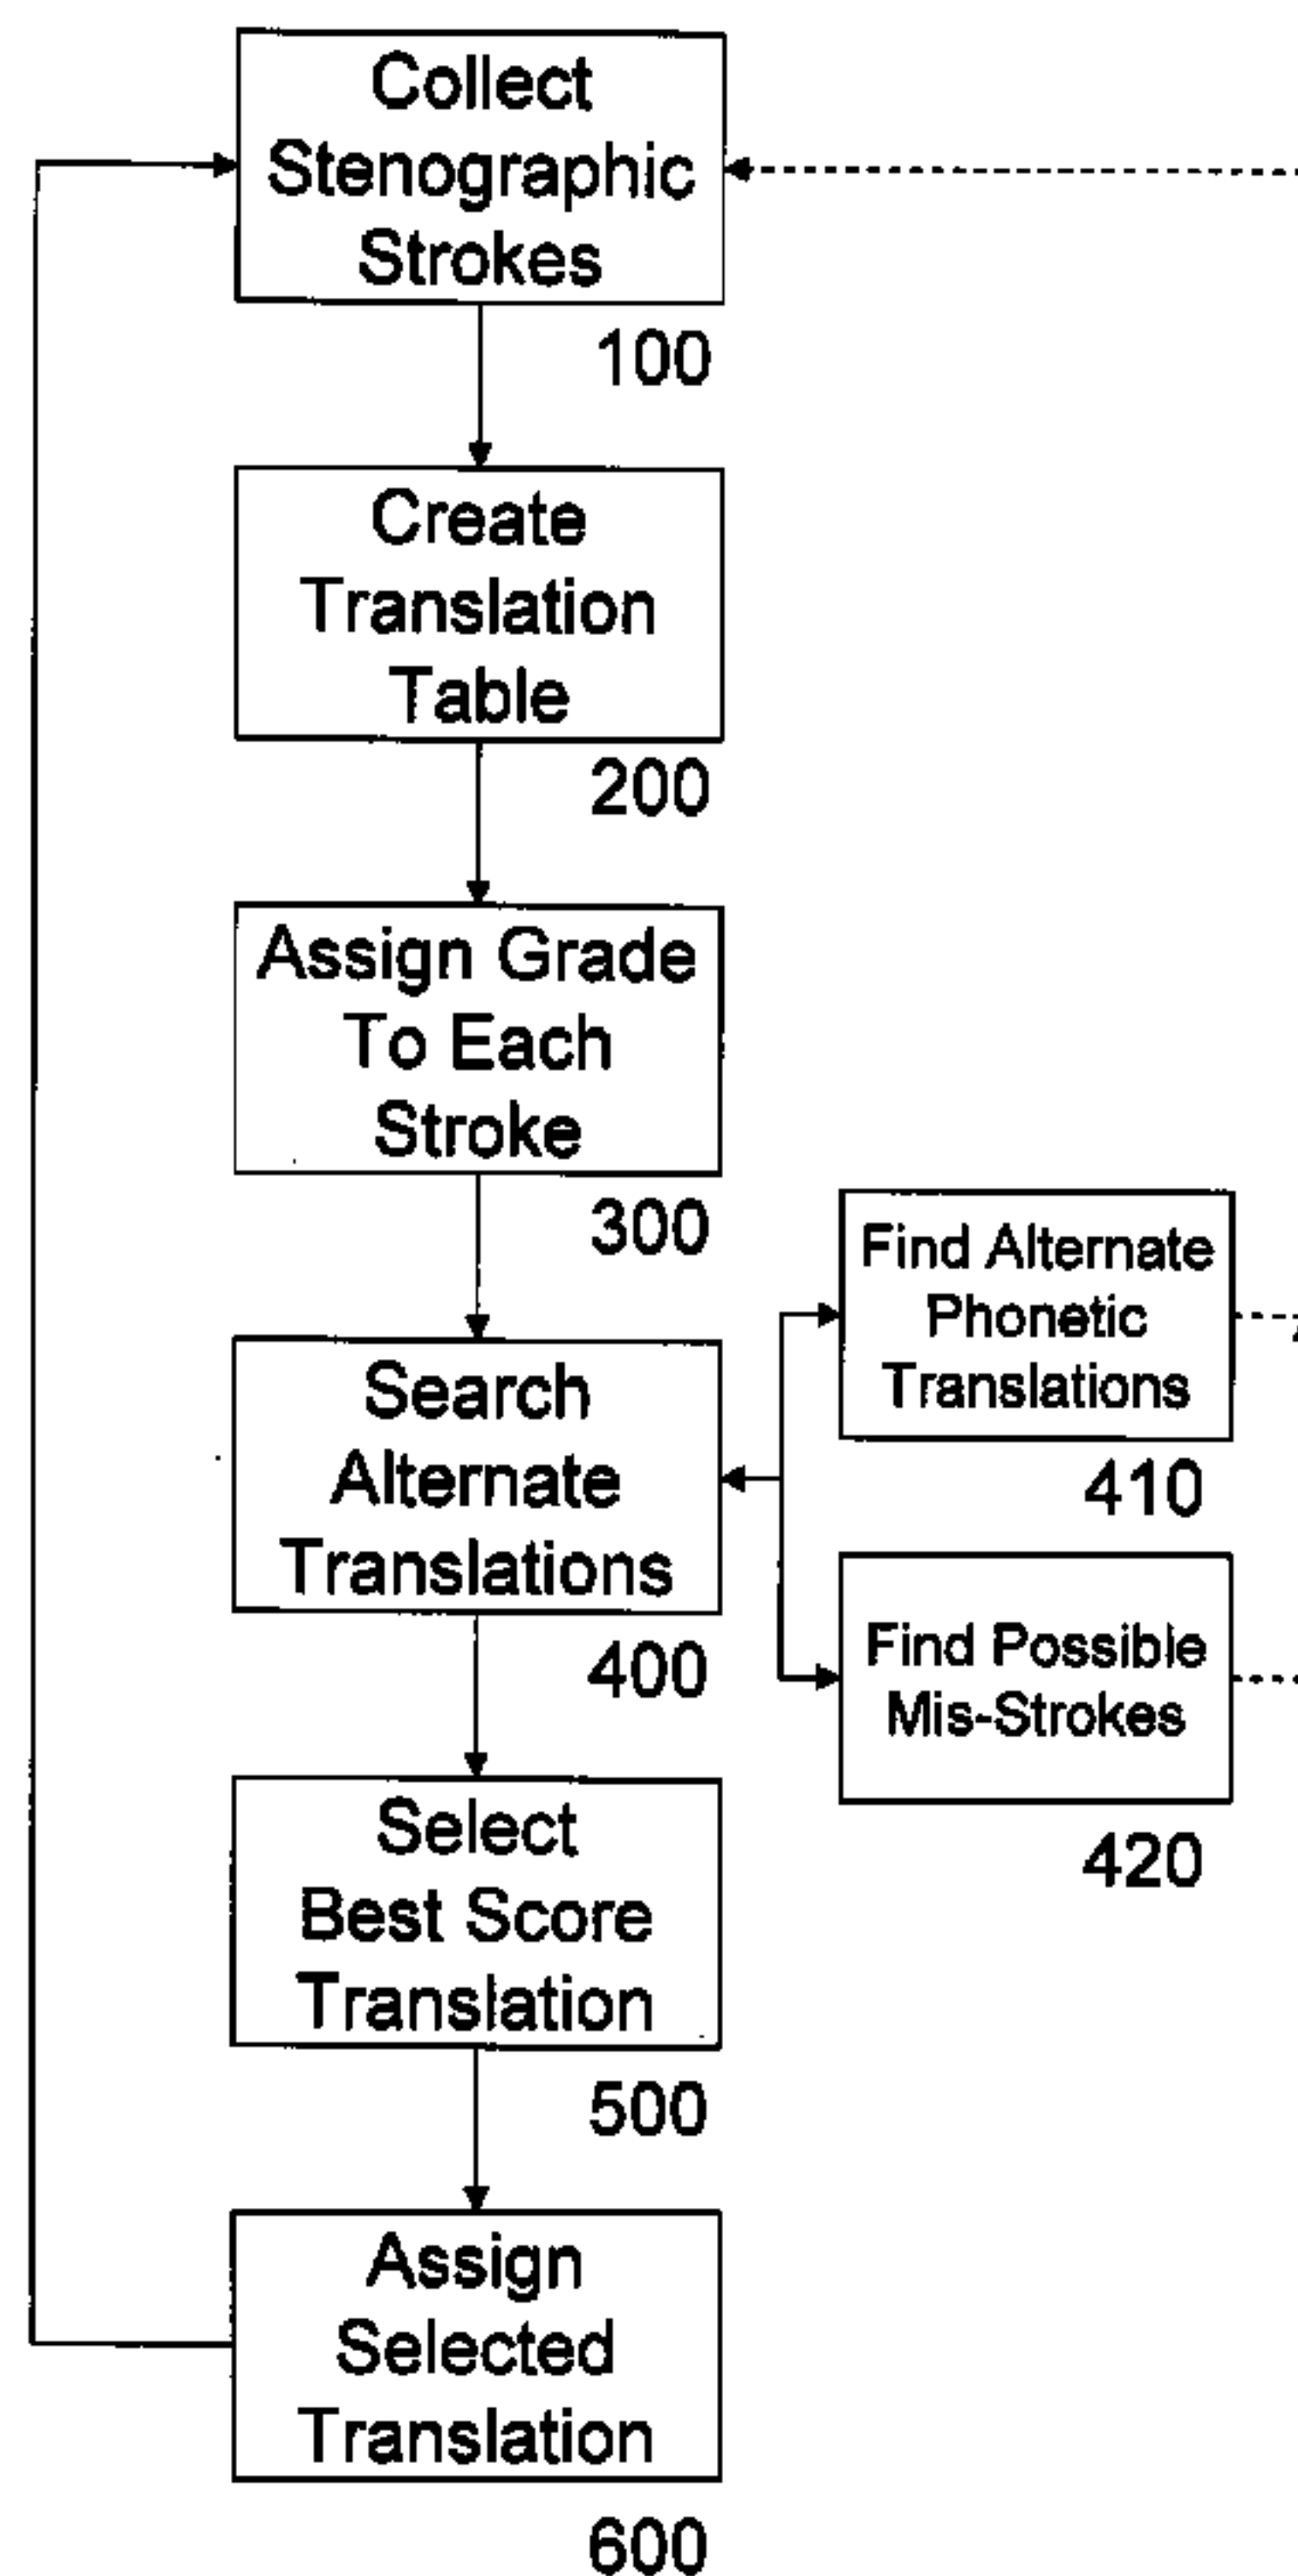 Collect
Stenographic
Strokes
100
Create
Translation
Table
200
Assign Grade
To Each
Stroke
300
Search
Alternate
Translations
400
Find Alternate
Phonetic
Translations
410
Find Possible
Mis-Strokes
420
Select
Best Score
Translation
500
Assign
Selected
Translation
600